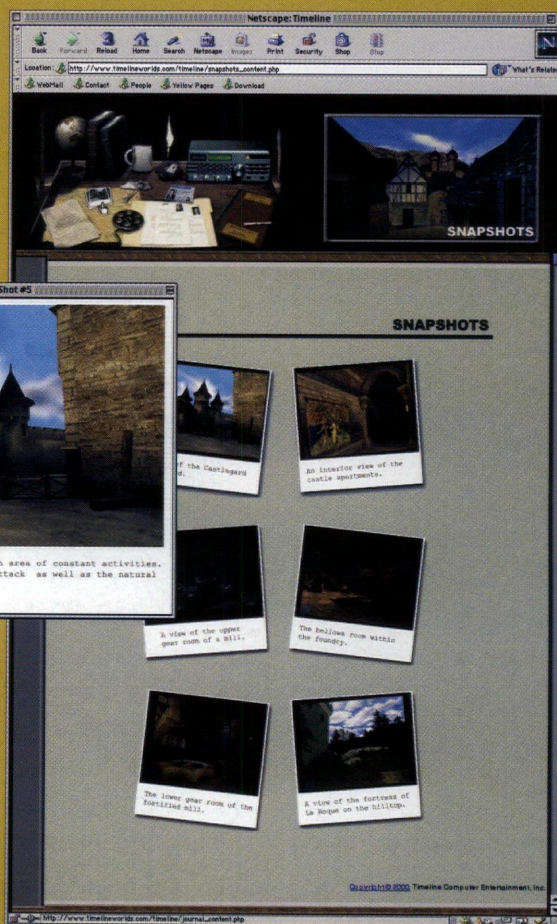 Netscape: Timeline
Back Forward Reload Home Search Netscape Images Print Security Shop Stop
Location: http://www.timelineworlds.com/timeline/snapshots_content.php
What's Relate
WebMail Contact People Yellow Pages Download
SNAPSHOTS
Shot #5
SNAPSHOTS
of the Castlegard
d.
An interior view of the
castle apartments.
n area of constant activities.
ttack as well as the natural
A view of the upper
gear room of a mill.
The bellows room within
the foundry.
The lower gear room of the
fortified mill.
A view of the fortress of
La Roque on the hilltop.
Copyright © 2000, Timeline Computer Entertainment, Inc.
http://www.timelineworlds.com/timeline/journal_content.php